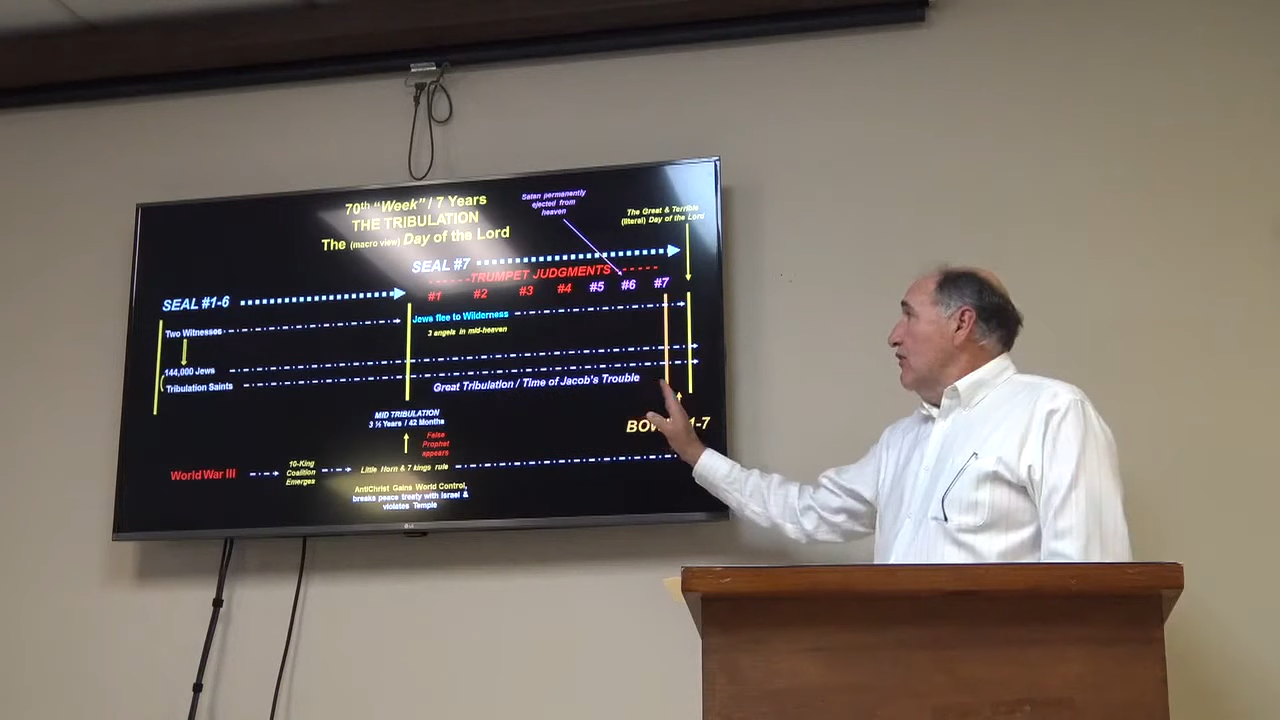 70th "Week" / 7 Years
THE TRIBULATION
The (macro view) Day of the Lord
Satan permanently
ejected from
heaven
The Great & Terrible
(literal) Day of the Lord
SEAL #7
TRUMPET JUDGMENTS
#1 #2 #3 #4 #5 #6 #7
SEAL #1-6
Jews flee to Wilderness
3 angels in mid-heaven
Two Witnesses
144,000 Jews
Tribulation Saints
Great Tribulation / Time of Jacob's Trouble
MID TRIBULATION
3 ½ Years / 42 Months
False
Prophet
appears
World War III
10-King
Coalition
Emerges
Little Horn & 7 kings rule
AntiChrist Gains World Control,
breaks peace treaty with Israel &
violates Temple
LG